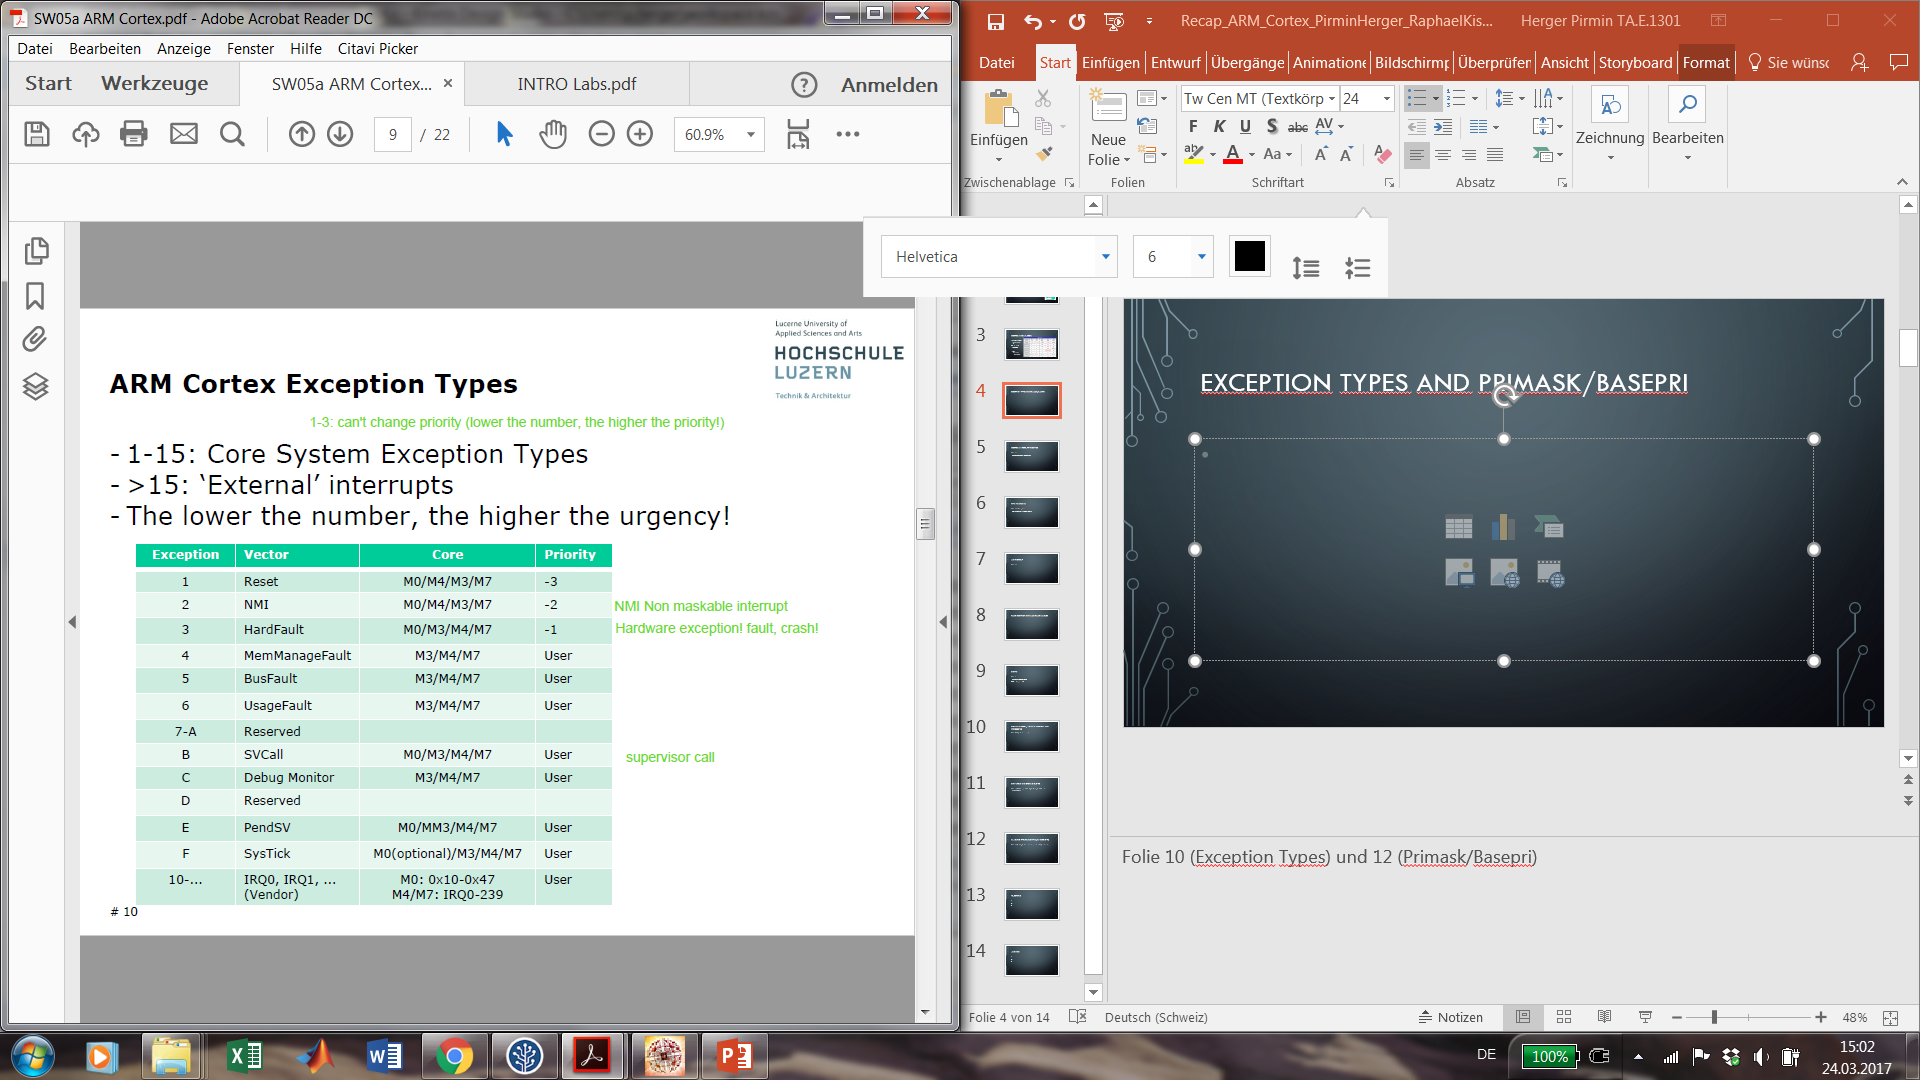 SW05a ARM Cortex.pdf - Adobe Acrobat Reader DC
Datei Bearbeiten Anzeige Fenster Hilfe Citavi Picker
Start Werkzeuge SW05a ARM Cortex... × INTRO Labs.pdf ? Anmelden
9 / 22 60.9%
Helvetica 6
Lucerne University of
Applied Sciences and Arts
HOCHSCHULE
LUZERN
Technik & Architektur
ARM Cortex Exception Types
1-3: can't change priority (lower the number, the higher the priority!)
- 1-15: Core System Exception Types
- >15: ‘External’ interrupts
- The lower the number, the higher the urgency!
Exception Vector Core Priority
1 Reset M0/M4/M3/M7 -3
2 NMI M0/M4/M3/M7 -2 NMI Non maskable interrupt
3 HardFault M0/M3/M4/M7 -1 Hardware exception! fault, crash!
4 MemManageFault M3/M4/M7 User
5 BusFault M3/M4/M7 User
6 UsageFault M3/M4/M7 User
7-A Reserved
B SVCall M0/M3/M4/M7 User supervisor call
C Debug Monitor M3/M4/M7 User
D Reserved
E PendSV M0/MM3/M4/M7 User
F SysTick M0(optional)/M3/M4/M7 User
10-... IRQ0, IRQ1, ... M0: 0x10-0x47 User
(Vendor) M4/M7: IRQ0-239
# 10
Recap_ARM_Cortex_PirminHerger_RaphaelKis... Herger Pirmin TA.E.1301
Datei Start Einfügen Entwurf Übergänge Animatione Bildschirmp Überprüfen Ansicht Storyboard Format Sie wünsc
Einfügen Neue Folie Tw Cen MT (Textkörp 24 Zeichnung Bearbeiten
F K U S abc AV
A Aa A A
Zwischenablage Folien Schriftart Absatz
3
4
5
6
7
8
9
10
11
12
13
14
EXCEPTION TYPES AND PRIMASK/BASEPRI
Folie 10 (Exception Types) und 12 (Primask/Basepri)
Folie 4 von 14 Deutsch (Schweiz) Notizen 48%
DE 100% 15:02
24.03.2017